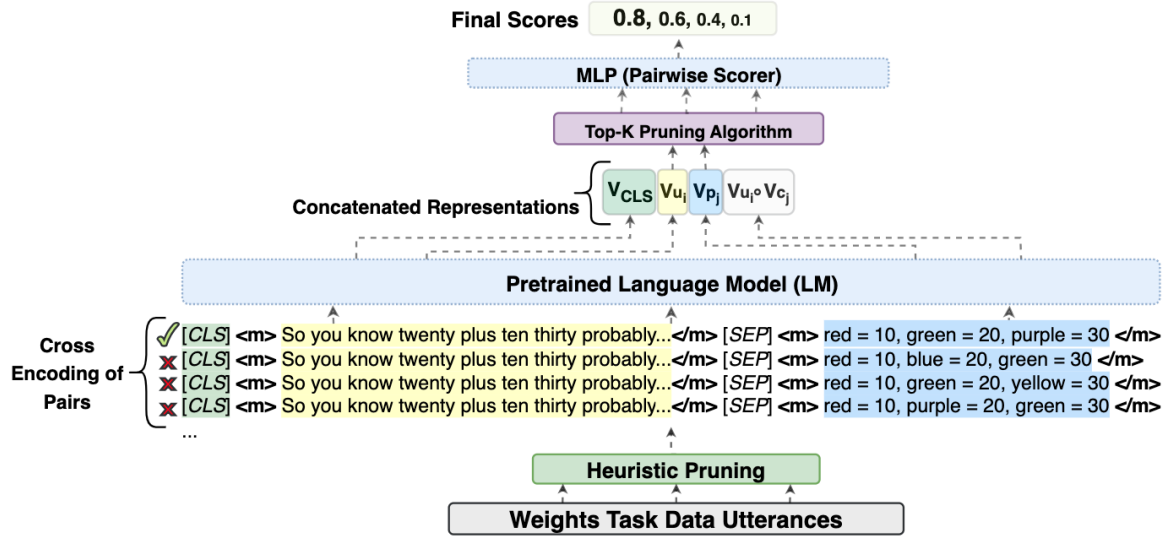 Final Scores 0.8, 0.6, 0.4, 0.1
MLP (Pairwise Scorer)
Top-K Pruning Algorithm
Concatenated Representations V_CLS Vu_i Vp_j Vu_i∘ Vc_j
Pretrained Language Model (LM)
Cross Encoding of Pairs
[CLS] <m> So you know twenty plus ten thirty probably...</m> [SEP] <m> red = 10, green = 20, purple = 30 </m>
[CLS] <m> So you know twenty plus ten thirty probably...</m> [SEP] <m> red = 10, blue = 20, green = 30 </m>
[CLS] <m> So you know twenty plus ten thirty probably...</m> [SEP] <m> red = 10, green = 20, yellow = 30 </m>
[CLS] <m> So you know twenty plus ten thirty probably...</m> [SEP] <m> red = 10, purple = 20, green = 30 </m>
...
Heuristic Pruning
Weights Task Data Utterances